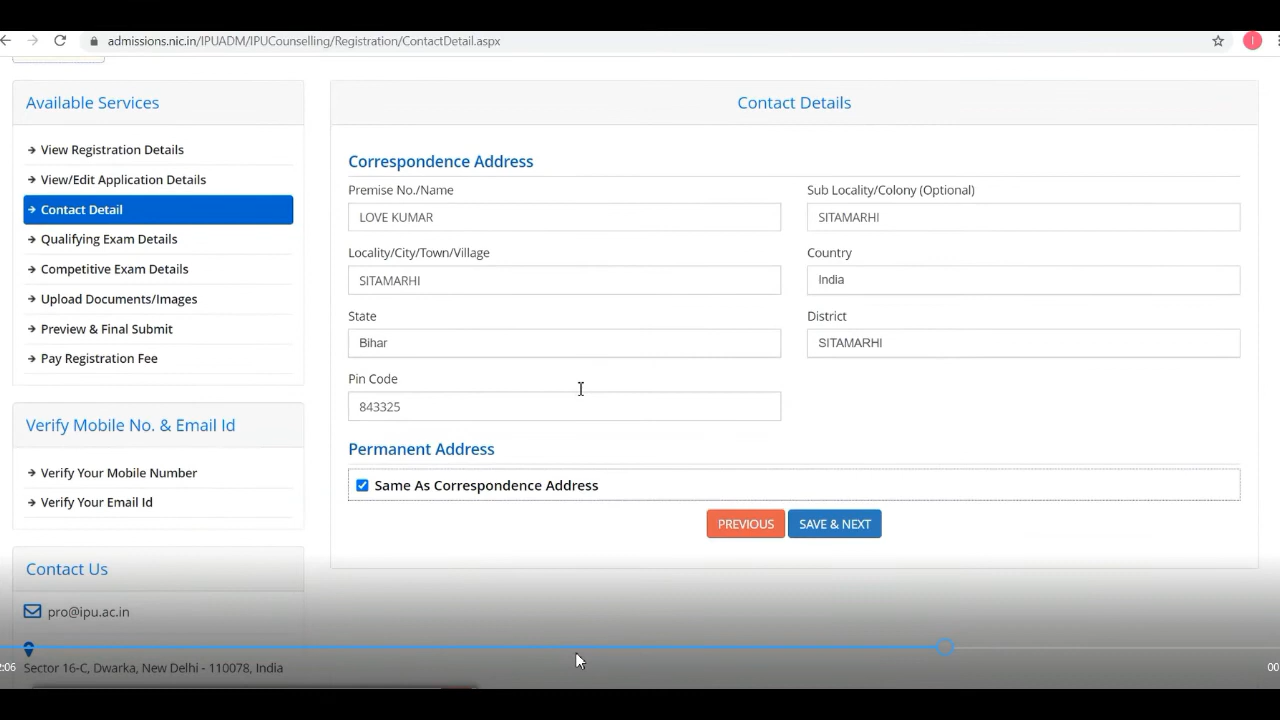 admissions.nic.in/IPUADM/IPUCounselling/Registration/ContactDetail.aspx
I
Available Services
View Registration Details
View/Edit Application Details
Contact Detail
Qualifying Exam Details
Competitive Exam Details
Upload Documents/Images
Preview & Final Submit
Pay Registration Fee
Verify Mobile No. & Email Id
Verify Your Mobile Number
Verify Your Email Id
Contact Us
pro@ipu.ac.in
Sector 16-C, Dwarka, New Delhi - 110078, India
Contact Details
Correspondence Address
Premise No./Name
Sub Locality/Colony (Optional)
LOVE KUMAR
SITAMARHI
Locality/City/Town/Village
Country
SITAMARHI
India
State
District
Bihar
SITAMARHI
Pin Code
843325
Permanent Address
Same As Correspondence Address
PREVIOUS
SAVE & NEXT
2:06
00